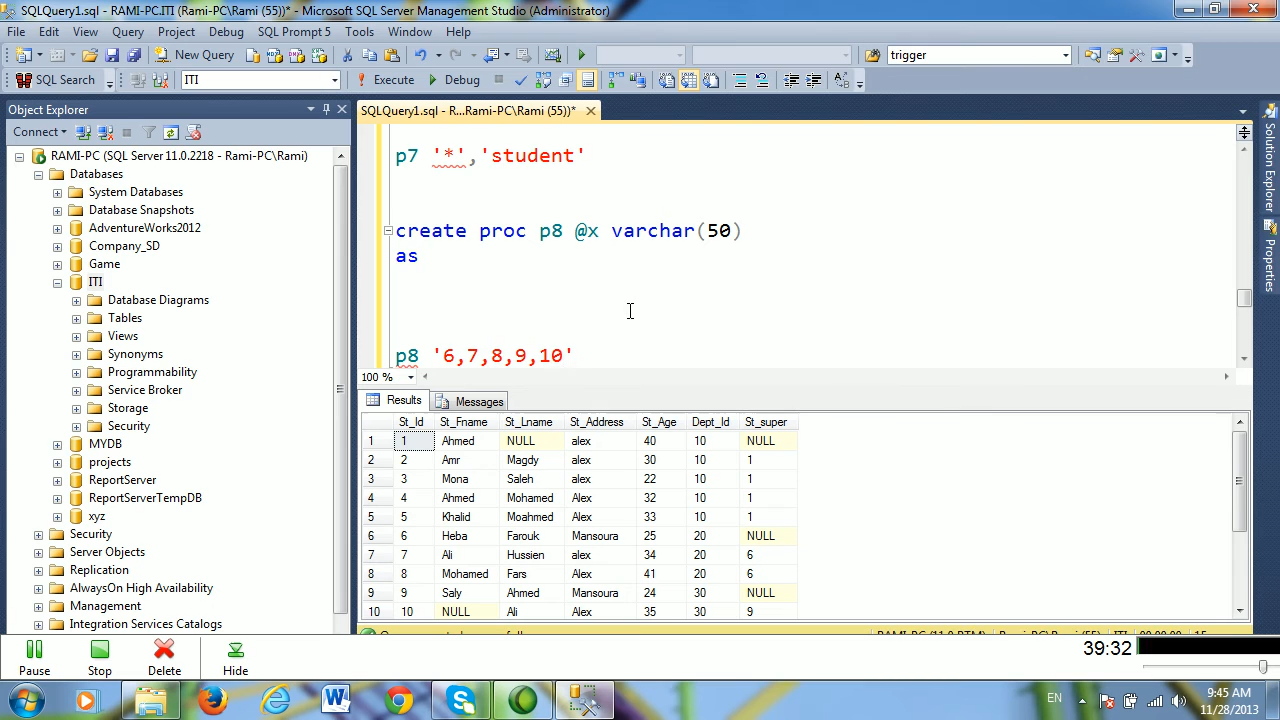 SQLQuery1.sql - RAMI-PC.ITI (Rami-PC\Rami (55))* - Microsoft SQL Server Management Studio (Administrator)
File Edit View Query Project Debug SQL Prompt 5 Tools Window Help
New Query trigger
SQL Search ITI Execute Debug
Object Explorer
Connect
RAMI-PC (SQL Server 11.0.2218 - Rami-PC\Rami)
Databases
System Databases
Database Snapshots
AdventureWorks2012
Company_SD
Game
ITI
Database Diagrams
Tables
Views
Synonyms
Programmability
Service Broker
Storage
Security
MYDB
projects
ReportServer
ReportServerTempDB
xyz
Security
Server Objects
Replication
AlwaysOn High Availability
Management
Integration Services Catalogs
SQLQuery1.sql - R...Rami-PC\Rami (55))*
p7 '*','student'
create proc p8 @x varchar(50)
as
p8 '6,7,8,9,10'
100 %
Results Messages
St_Id St_Fname St_Lname St_Address St_Age Dept_Id St_super
1 1 Ahmed NULL alex 40 10 NULL
2 2 Amr Magdy alex 30 10 1
3 3 Mona Saleh alex 22 10 1
4 4 Ahmed Mohamed Alex 32 10 1
5 5 Khalid Moahmed Alex 33 10 1
6 6 Heba Farouk Mansoura 25 20 NULL
7 7 Ali Hussien alex 34 20 6
8 8 Mohamed Fars Alex 41 20 6
9 9 Saly Ahmed Mansoura 24 30 NULL
10 10 NULL Ali Alex 35 30 9
Solution Explorer
Properties
Pause Stop Delete Hide
39:32
EN
9:45 AM
11/28/2013